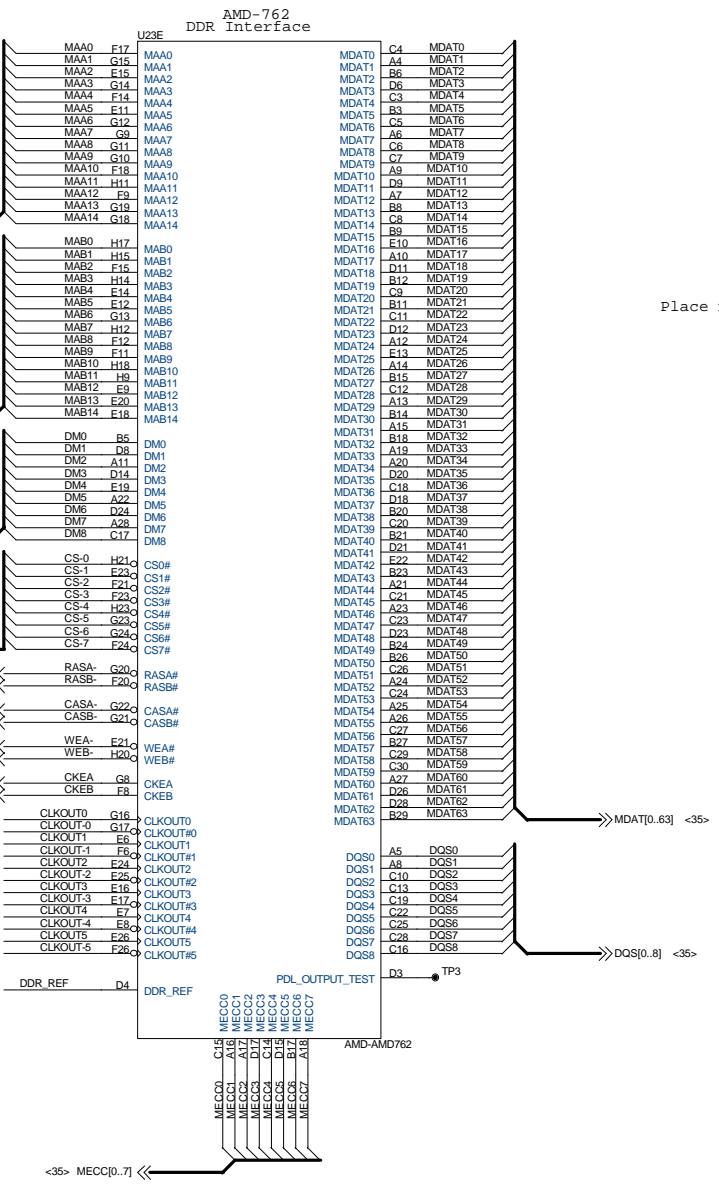 AMD-762
DDR Interface
U23E
MAA0 F17 MAA0
MAA1 G15 MAA1
MAA2 E15 MAA2
MAA3 G14 MAA3
MAA4 F14 MAA4
MAA5 E11 MAA5
MAA6 G12 MAA6
MAA7 G9 MAA7
MAA8 G11 MAA8
MAA9 G10 MAA9
MAA10 F18 MAA10
MAA11 H11 MAA11
MAA12 F9 MAA12
MAA13 G19 MAA13
MAA14 G18 MAA14
MAB0 H17 MAB0
MAB1 H15 MAB1
MAB2 F15 MAB2
MAB3 H14 MAB3
MAB4 E14 MAB4
MAB5 E12 MAB5
MAB6 G13 MAB6
MAB7 H12 MAB7
MAB8 F12 MAB8
MAB9 F11 MAB9
MAB10 H18 MAB10
MAB11 H9 MAB11
MAB12 E9 MAB12
MAB13 E20 MAB13
MAB14 E18 MAB14
DM0 B5 DM0
DM1 D8 DM1
DM2 A11 DM2
DM3 D14 DM3
DM4 E19 DM4
DM5 A22 DM5
DM6 D24 DM6
DM7 A28 DM7
DM8 C17 DM8
CS-0 H21 CS0#
CS-1 E23 CS1#
CS-2 F21 CS2#
CS-3 F23 CS3#
CS-4 H23 CS4#
CS-5 G23 CS5#
CS-6 G24 CS6#
CS-7 F24 CS7#
RASA- G20 RASA#
RASB- F20 RASB#
CASA- G22 CASA#
CASB- G21 CASB#
WEA- E21 WEA#
WEB- H20 WEB#
CKEA G8 CKEA
CKEB F8 CKEB
CLKOUT0 G16 CLKOUT0
CLKOUT-0 G17 CLKOUT#0
CLKOUT1 E6 CLKOUT1
CLKOUT-1 F6 CLKOUT#1
CLKOUT2 E24 CLKOUT2
CLKOUT-2 E25 CLKOUT#2
CLKOUT3 E16 CLKOUT3
CLKOUT-3 E17 CLKOUT#3
CLKOUT4 E7 CLKOUT4
CLKOUT-4 E8 CLKOUT#4
CLKOUT5 E26 CLKOUT5
CLKOUT-5 F26 CLKOUT#5
DDR_REF D4 DDR_REF
MDAT0 C4 MDAT0
MDAT1 A4 MDAT1
MDAT2 B6 MDAT2
MDAT3 D6 MDAT3
MDAT4 C3 MDAT4
MDAT5 B3 MDAT5
MDAT6 C5 MDAT6
MDAT7 A6 MDAT7
MDAT8 C6 MDAT8
MDAT9 C7 MDAT9
MDAT10 A9 MDAT10
MDAT11 D9 MDAT11
MDAT12 A7 MDAT12
MDAT13 B8 MDAT13
MDAT14 C8 MDAT14
MDAT15 B9 MDAT15
MDAT16 E10 MDAT16
MDAT17 A10 MDAT17
MDAT18 D11 MDAT18
MDAT19 B12 MDAT19
MDAT20 C9 MDAT20
MDAT21 B11 MDAT21
MDAT22 C11 MDAT22
MDAT23 D12 MDAT23
MDAT24 A12 MDAT24
MDAT25 E13 MDAT25
MDAT26 A14 MDAT26
MDAT27 B15 MDAT27
MDAT28 C12 MDAT28
MDAT29 A13 MDAT29
MDAT30 B14 MDAT30
MDAT31 A15 MDAT31
MDAT32 B18 MDAT32
MDAT33 A19 MDAT33
MDAT34 A20 MDAT34
MDAT35 D20 MDAT35
MDAT36 C18 MDAT36
MDAT37 D18 MDAT37
MDAT38 B20 MDAT38
MDAT39 C20 MDAT39
MDAT40 B21 MDAT40
MDAT41 D21 MDAT41
MDAT42 E22 MDAT42
MDAT43 B23 MDAT43
MDAT44 A21 MDAT44
MDAT45 C21 MDAT45
MDAT46 A23 MDAT46
MDAT47 C23 MDAT47
MDAT48 D23 MDAT48
MDAT49 B24 MDAT49
MDAT50 B26 MDAT50
MDAT51 C26 MDAT51
MDAT52 A24 MDAT52
MDAT53 C24 MDAT53
MDAT54 A25 MDAT54
MDAT55 A26 MDAT55
MDAT56 C27 MDAT56
MDAT57 B27 MDAT57
MDAT58 C29 MDAT58
MDAT59 C30 MDAT59
MDAT60 A27 MDAT60
MDAT61 D26 MDAT61
MDAT62 D28 MDAT62
MDAT63 B29 MDAT63
MDAT[0..63] <35>
DQS0 A5 DQS0
DQS1 A8 DQS1
DQS2 C10 DQS2
DQS3 C13 DQS3
DQS4 C19 DQS4
DQS5 C22 DQS5
DQS6 C25 DQS6
DQS7 C28 DQS7
DQS8 C16 DQS8
DQS[0..8] <35>
PDL_OUTPUT_TEST D3 TP3
AMD-AMD762
MECC0 C15 MECC0
MECC1 A16 MECC1
MECC2 A17 MECC2
MECC3 D17 MECC3
MECC4 C14 MECC4
MECC5 D15 MECC5
MECC6 B17 MECC6
MECC7 A18 MECC7
<35> MECC[0..7]
Place